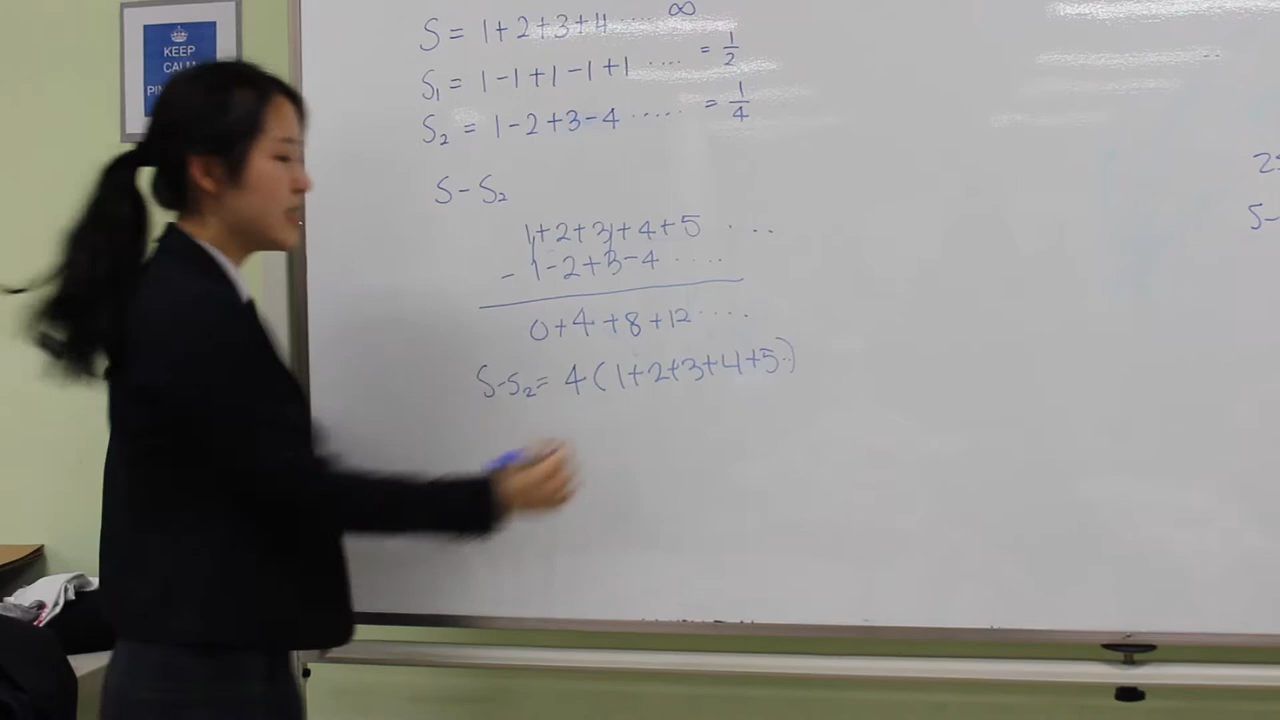 KEEP
CALM
S = 1+2+3+4 .... ∞
S₁ = 1-1+1-1+1 .... = 1/2
S₂ = 1-2+3-4 ...... = 1/4
S-S₂
1+2+3+4+5 ....
- 1-2+3-4 ....
0+4+8+12 ....
S-S₂= 4(1+2+3+4+5..)